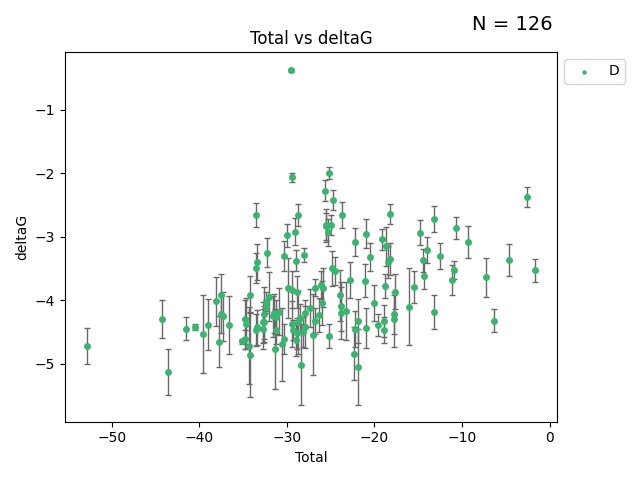 N = 126
Total vs deltaG
D
deltaG
−1
−2
−3
−4
−5
−50
−40
−30
−20
−10
0
Total